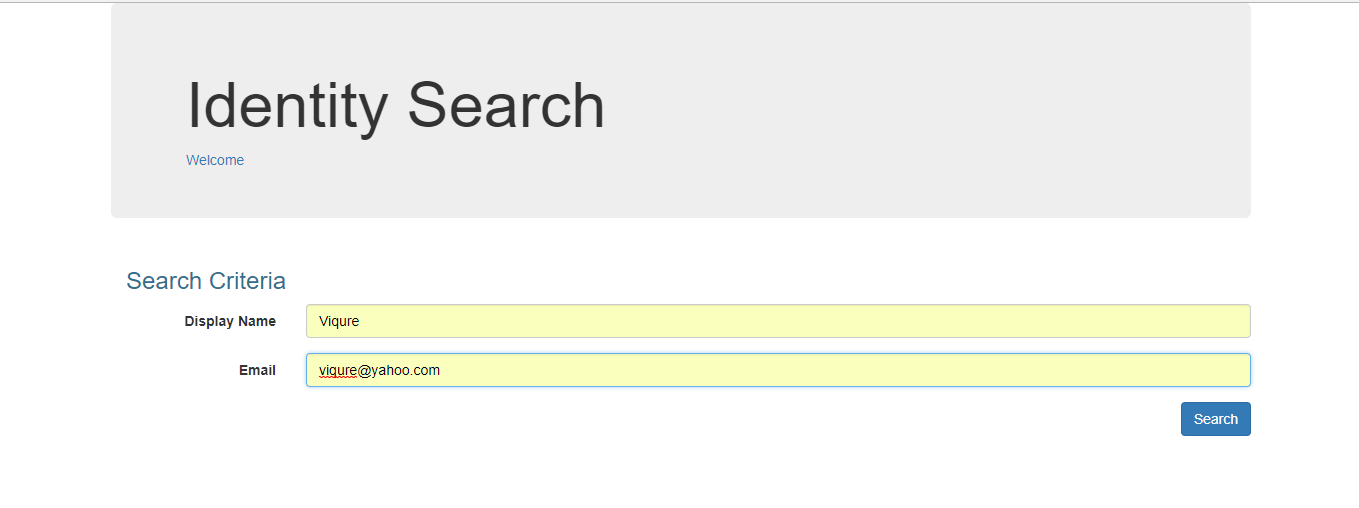 Identity Search
Welcome
Search Criteria
Display Name Viqure
Email viqure@yahoo.com
Search